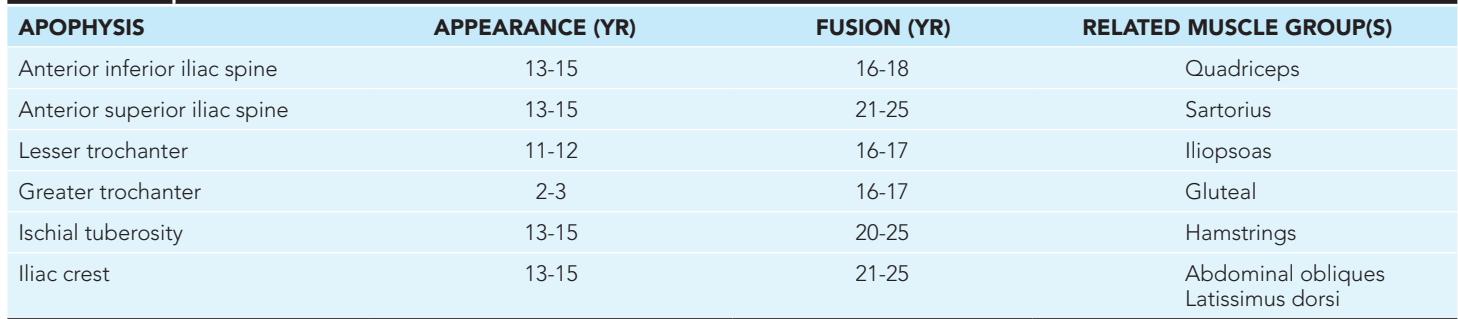 APOPHYSIS APPEARANCE (YR) FUSION (YR) RELATED MUSCLE GROUP(S)
Anterior inferior iliac spine 13-15 16-18 Quadriceps
Anterior superior iliac spine 13-15 21-25 Sartorius
Lesser trochanter 11-12 16-17 Iliopsoas
Greater trochanter 2-3 16-17 Gluteal
Ischial tuberosity 13-15 20-25 Hamstrings
Iliac crest 13-15 21-25 Abdominal obliques
Latissimus dorsi